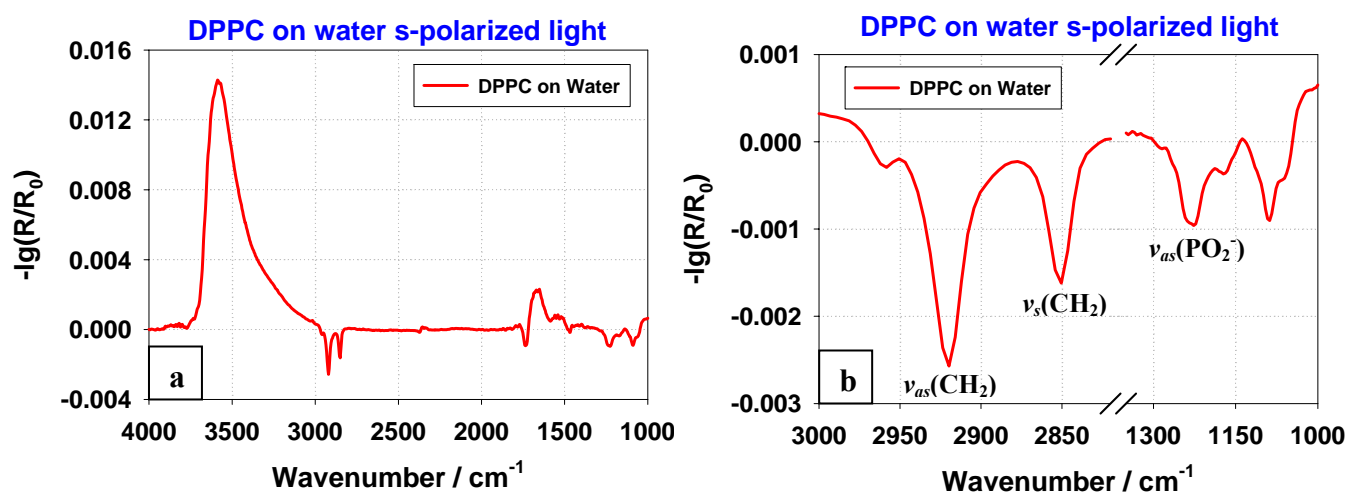 DPPC on water s-polarized light
0.016
0.012
0.008
0.004
0.000
-0.004
-lg(R/R₀)
DPPC on Water
a
4000 3500 3000 2500 2000 1500 1000
Wavenumber / cm⁻¹
DPPC on water s-polarized light
0.001
0.000
-0.001
-0.002
-0.003
-lg(R/R₀)
DPPC on Water
νas(PO₂⁻)
νs(CH₂)
νas(CH₂)
b
3000 2950 2900 2850 1300 1150 1000
Wavenumber / cm⁻¹